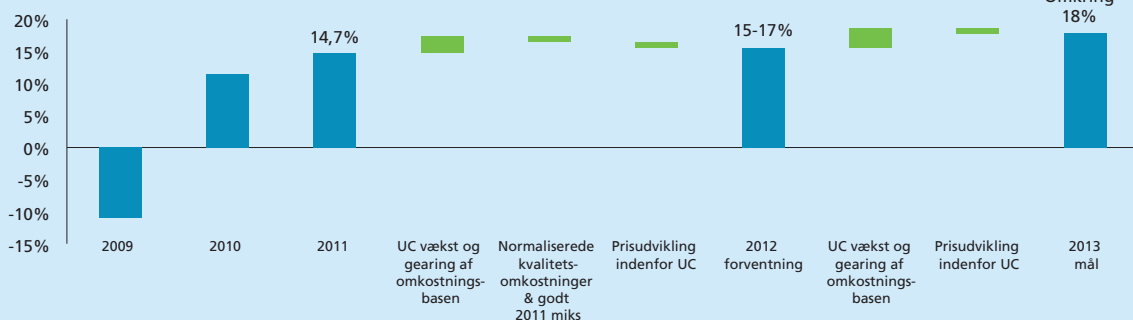 Omkring
18%
20%
15%
10%
5%
0%
-5%
-10%
-15%
14,7%
15-17%
2009
2010
2011
UC vækst og
gearing af
omkostnings-
basen
Normaliserede
kvalitets-
omkostninger
& godt
2011 miks
Prisudvikling
indenfor UC
2012
forventning
UC vækst og
gearing af
omkostnings-
basen
Prisudvikling
indenfor UC
2013
mål